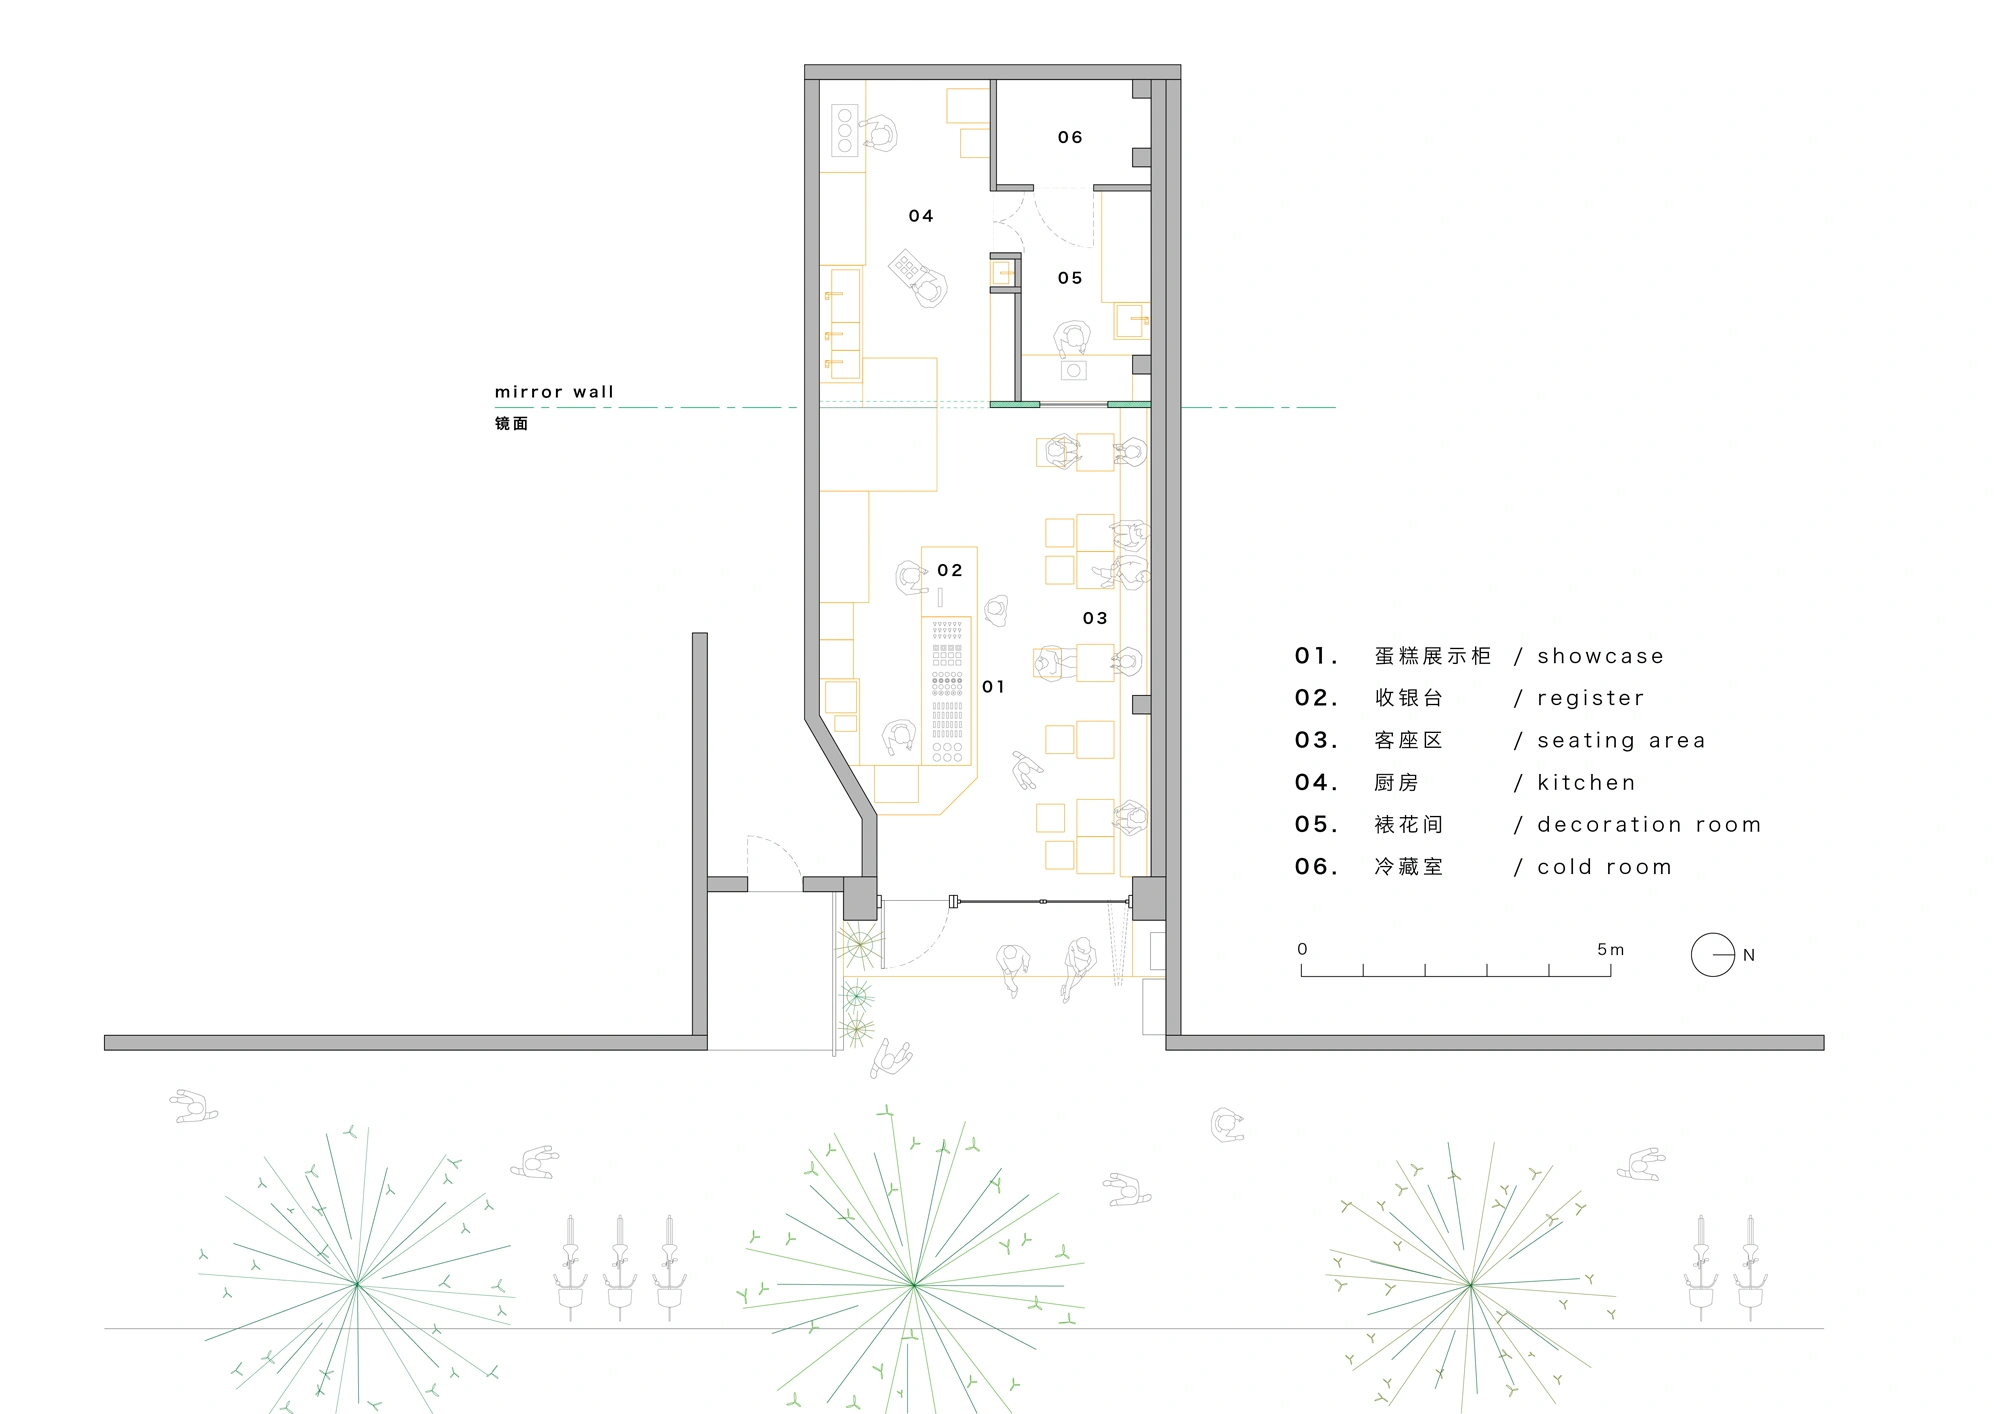 06
04
05
mirror wall
镜面
02
03
01
01. 蛋糕展示柜 / showcase
02. 收银台 / register
03. 客座区 / seating area
04. 厨房 / kitchen
05. 裱花间 / decoration room
06. 冷藏室 / cold room
0 5m
N